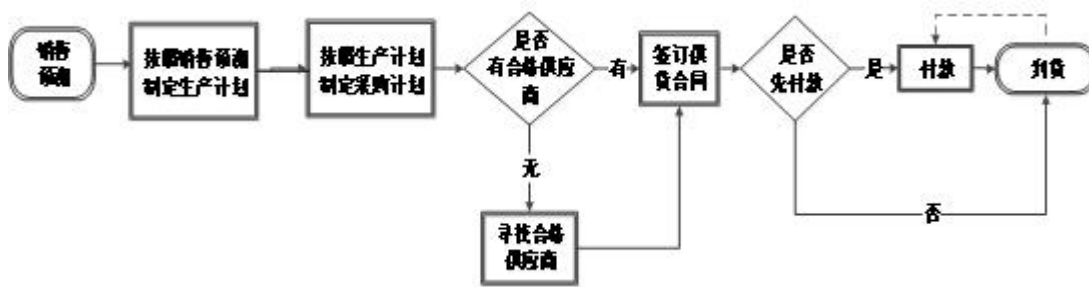 销售
预测
按照销售预测
制定生产计划
按照生产计划
制定采购计划
是否
有合格供应
商
有
无
寻找合格
供应商
签订供
货合同
是否
先付款
是
否
付款
到货